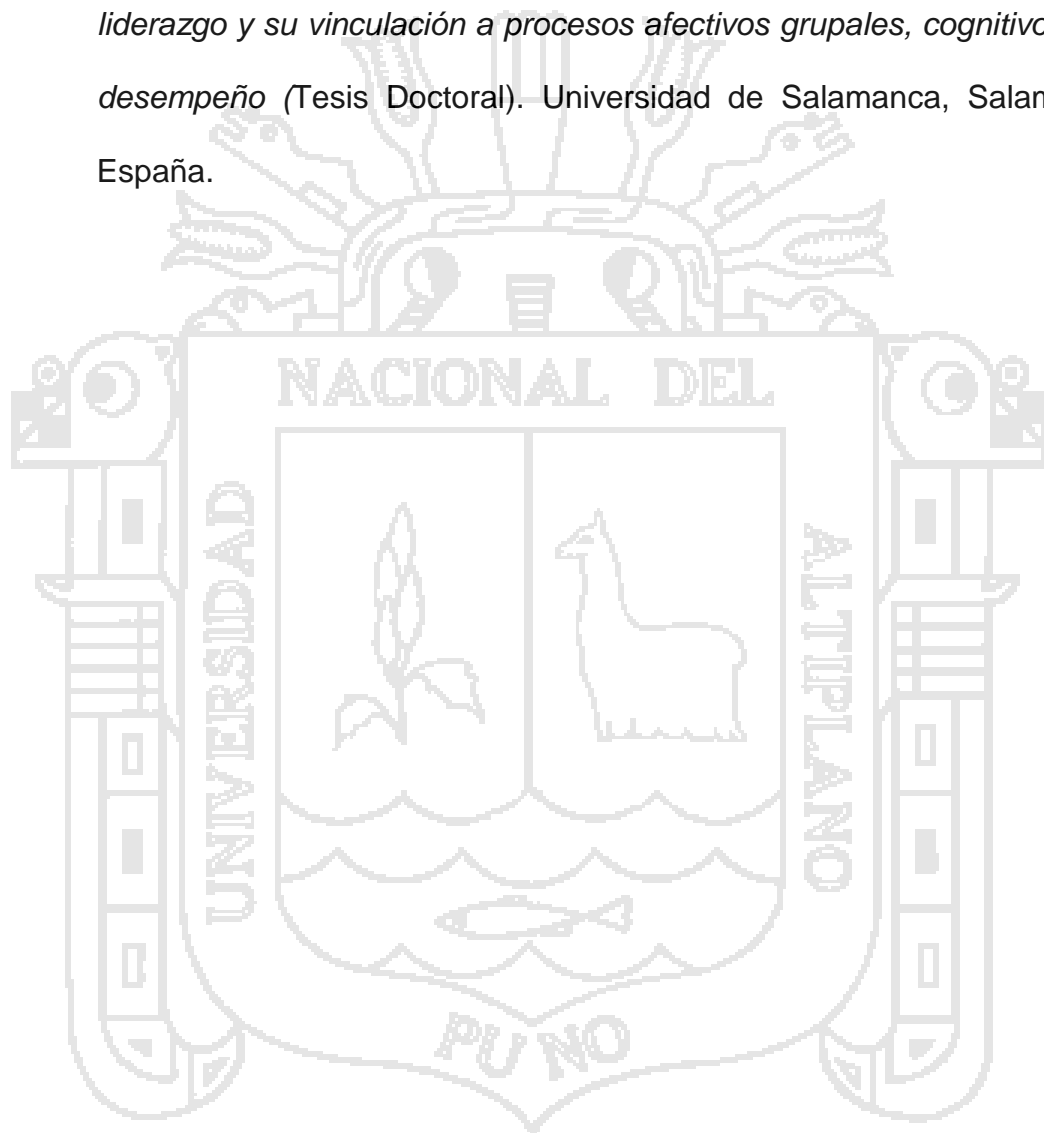 liderazgo y su vinculación a procesos afectivos grupales, cognitivo
desempeño (Tesis Doctoral). Universidad de Salamanca, Salam
España.
NACIONAL DEL
UNIVERSIDAD
ALTIPLANO
PUNO